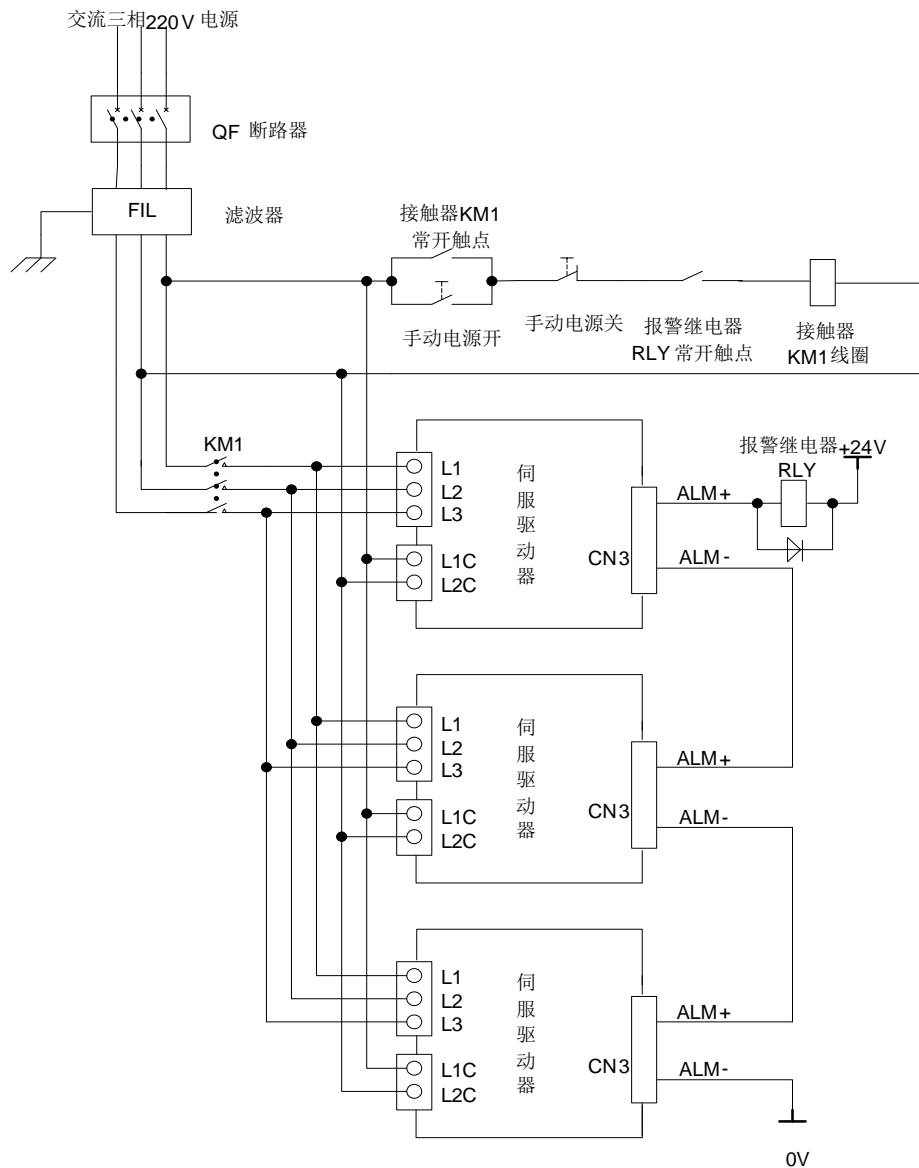 交流三相220V 电源
QF 断路器
FIL
滤波器
接触器KM1
常开触点
手动电源开
手动电源关
报警继电器
RLY 常开触点
接触器
KM1线圈
KM1
L1
L2
L3
L1C
L2C
伺服驱动器
CN3
ALM+
ALM-
报警继电器
RLY
+24V
L1
L2
L3
L1C
L2C
伺服驱动器
CN3
ALM+
ALM-
L1
L2
L3
L1C
L2C
伺服驱动器
CN3
ALM+
ALM-
0V